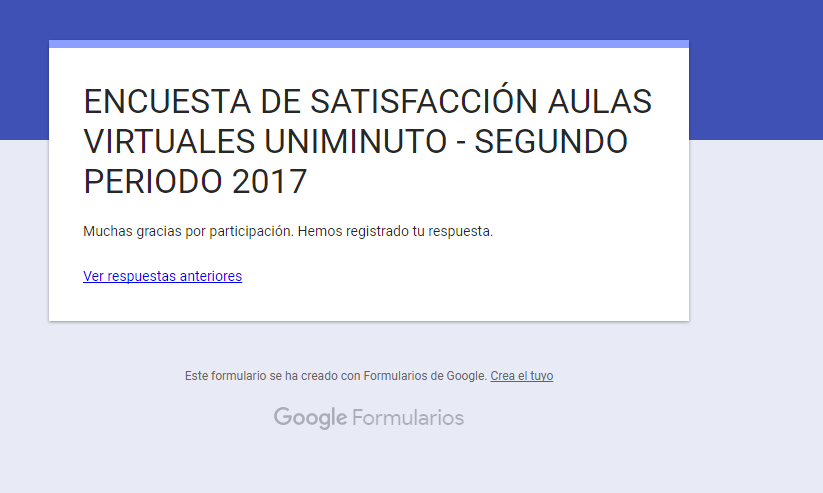 ENCUESTA DE SATISFACCIÓN AULAS
VIRTUALES UNIMINUTO - SEGUNDO
PERIODO 2017
Muchas gracias por participación. Hemos registrado tu respuesta.
Ver respuestas anteriores
Este formulario se ha creado con Formularios de Google. Crea el tuyo
Google Formularios